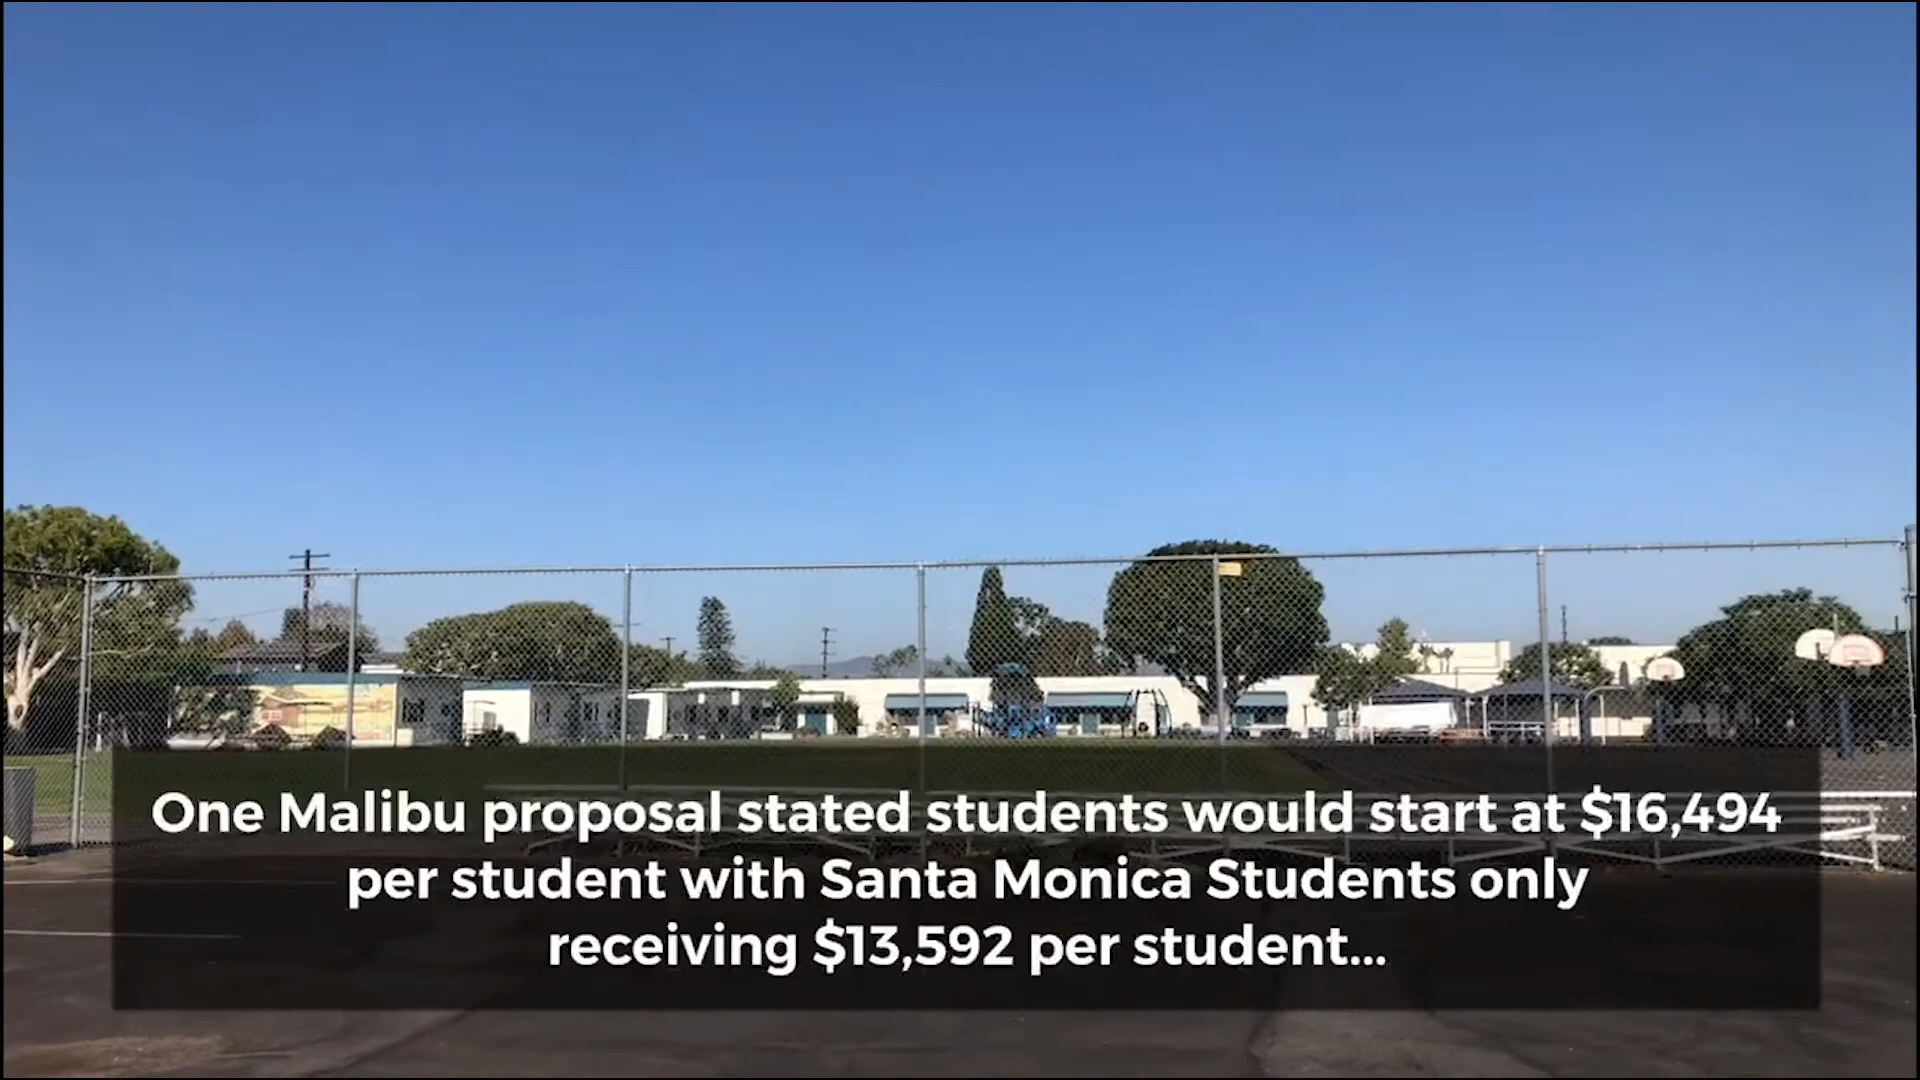 One Malibu proposal stated students would start at $16,494
per student with Santa Monica Students only
receiving $13,592 per student...